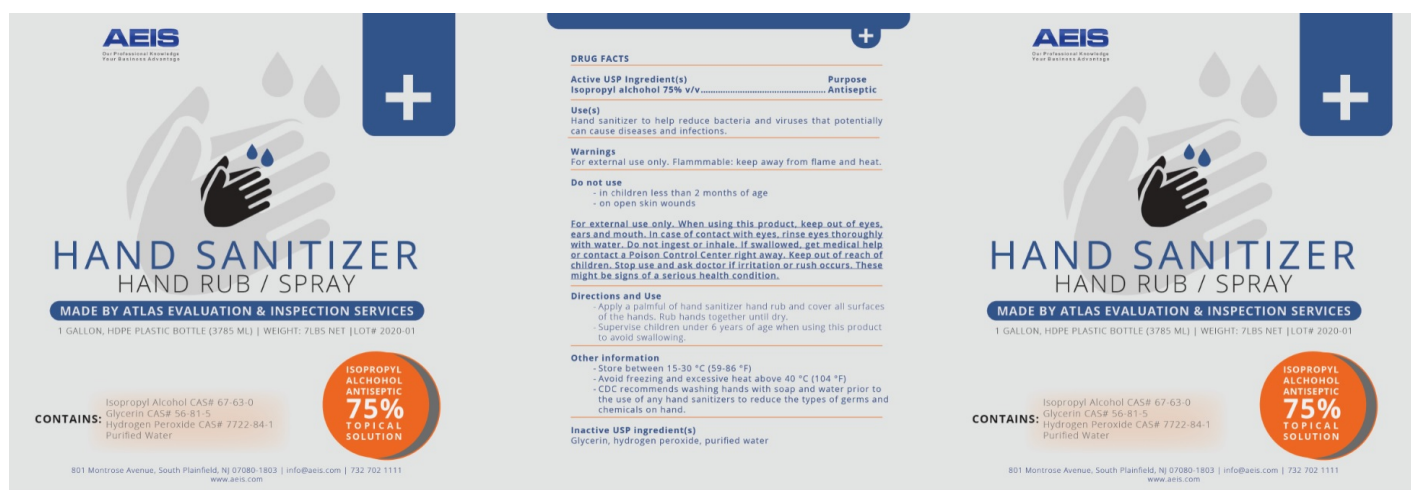 AEIS
Our Professional Knowledge
Your Business Advantage
HAND SANITIZER
HAND RUB / SPRAY
MADE BY ATLAS EVALUATION & INSPECTION SERVICES
1 GALLON, HDPE PLASTIC BOTTLE (3785 ML) | WEIGHT: 7LBS NET |LOT# 2020-01
ISOPROPYL
ALCHOHOL
ANTISEPTIC
75%
TOPICAL
SOLUTION
CONTAINS:
Isopropyl Alcohol CAS# 67-63-0
Glycerin CAS# 56-81-5
Hydrogen Peroxide CAS# 7722-84-1
Purified Water
801 Montrose Avenue, South Plainfield, NJ 07080-1803 | info@aeis.com | 732 702 1111
www.aeis.com
DRUG FACTS
Active USP Ingredient(s) Purpose
Isopropyl alchohol 75% v/v................................................... Antiseptic
Use(s)
Hand sanitizer to help reduce bacteria and viruses that potentially
can cause diseases and infections.
Warnings
For external use only. Flammmable: keep away from flame and heat.
Do not use
- in children less than 2 months of age
- on open skin wounds
For external use only. When using this product, keep out of eyes,
ears and mouth. In case of contact with eyes, rinse eyes thoroughly
with water. Do not ingest or inhale. If swallowed, get medical help
or contact a Poison Control Center right away. Keep out of reach of
children. Stop use and ask doctor if irritation or rush occurs. These
might be signs of a serious health condition.
Directions and Use
- Apply a palmful of hand sanitizer hand rub and cover all surfaces
of the hands. Rub hands together until dry.
- Supervise children under 6 years of age when using this product
to avoid swallowing.
Other information
- Store between 15-30 °C (59-86 °F)
- Avoid freezing and excessive heat above 40 °C (104 °F)
- CDC recommends washing hands with soap and water prior to
the use of any hand sanitizers to reduce the types of germs and
chemicals on hand.
Inactive USP ingredient(s)
Glycerin, hydrogen peroxide, purified water
AEIS
Our Professional Knowledge
Your Business Advantage
HAND SANITIZER
HAND RUB / SPRAY
MADE BY ATLAS EVALUATION & INSPECTION SERVICES
1 GALLON, HDPE PLASTIC BOTTLE (3785 ML) | WEIGHT: 7LBS NET |LOT# 2020-01
ISOPROPYL
ALCHOHOL
ANTISEPTIC
75%
TOPICAL
SOLUTION
CONTAINS:
Isopropyl Alcohol CAS# 67-63-0
Glycerin CAS# 56-81-5
Hydrogen Peroxide CAS# 7722-84-1
Purified Water
801 Montrose Avenue, South Plainfield, NJ 07080-1803 | info@aeis.com | 732 702 1111
www.aeis.com